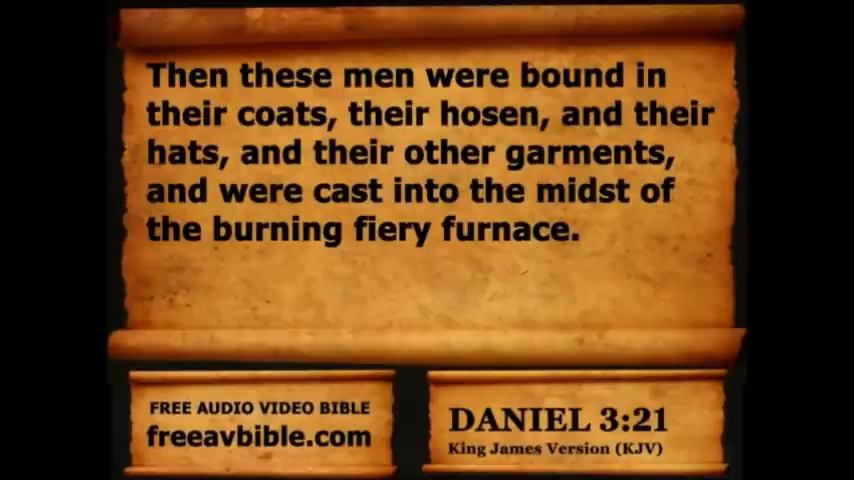 Then these men were bound in
their coats, their hosen, and their
hats, and their other garments,
and were cast into the midst of
the burning fiery furnace.
FREE AUDIO VIDEO BIBLE
freeavbible.com
DANIEL 3:21
King James Version (KJV)